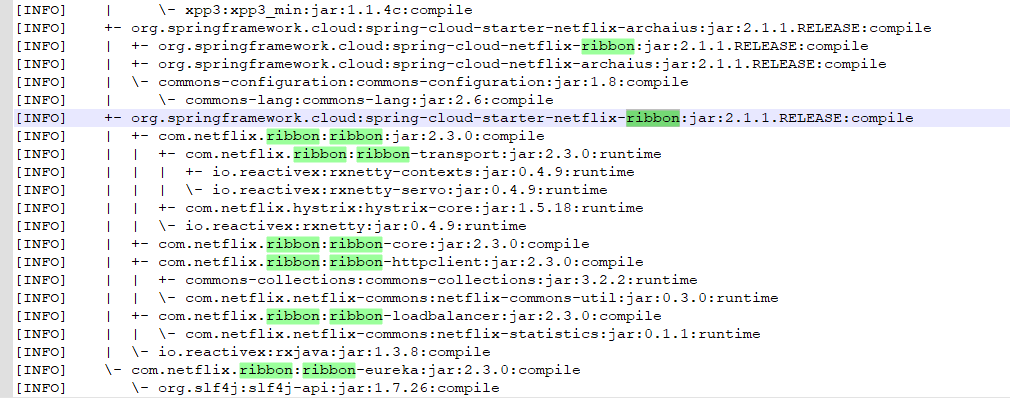 [INFO]     |     \- xpp3:xpp3_min:jar:1.1.4c:compile
[INFO]     +- org.springframework.cloud:spring-cloud-starter-netflix-archaius:jar:2.1.1.RELEASE:compile
[INFO]     |  +- org.springframework.cloud:spring-cloud-netflix-ribbon:jar:2.1.1.RELEASE:compile
[INFO]     |  +- org.springframework.cloud:spring-cloud-netflix-archaius:jar:2.1.1.RELEASE:compile
[INFO]     |  \- commons-configuration:commons-configuration:jar:1.8:compile
[INFO]     |     \- commons-lang:commons-lang:jar:2.6:compile
[INFO]     +- org.springframework.cloud:spring-cloud-starter-netflix-ribbon:jar:2.1.1.RELEASE:compile
[INFO]     |  +- com.netflix.ribbon:ribbon:jar:2.3.0:compile
[INFO]     |  |  +- com.netflix.ribbon:ribbon-transport:jar:2.3.0:runtime
[INFO]     |  |  |  +- io.reactivex:rxnetty-contexts:jar:0.4.9:runtime
[INFO]     |  |  |  \- io.reactivex:rxnetty-servo:jar:0.4.9:runtime
[INFO]     |  |  +- com.netflix.hystrix:hystrix-core:jar:1.5.18:runtime
[INFO]     |  |  \- io.reactivex:rxnetty:jar:0.4.9:runtime
[INFO]     |  +- com.netflix.ribbon:ribbon-core:jar:2.3.0:compile
[INFO]     |  +- com.netflix.ribbon:ribbon-httpclient:jar:2.3.0:compile
[INFO]     |  |  +- commons-collections:commons-collections:jar:3.2.2:runtime
[INFO]     |  |  \- com.netflix.netflix-commons:netflix-commons-util:jar:0.3.0:runtime
[INFO]     |  +- com.netflix.ribbon:ribbon-loadbalancer:jar:2.3.0:compile
[INFO]     |  |  \- com.netflix.netflix-commons:netflix-statistics:jar:0.1.1:runtime
[INFO]     |  \- io.reactivex:rxjava:jar:1.3.8:compile
[INFO]     \- com.netflix.ribbon:ribbon-eureka:jar:2.3.0:compile
[INFO]        \- org.slf4j:slf4j-api:jar:1.7.26:compile